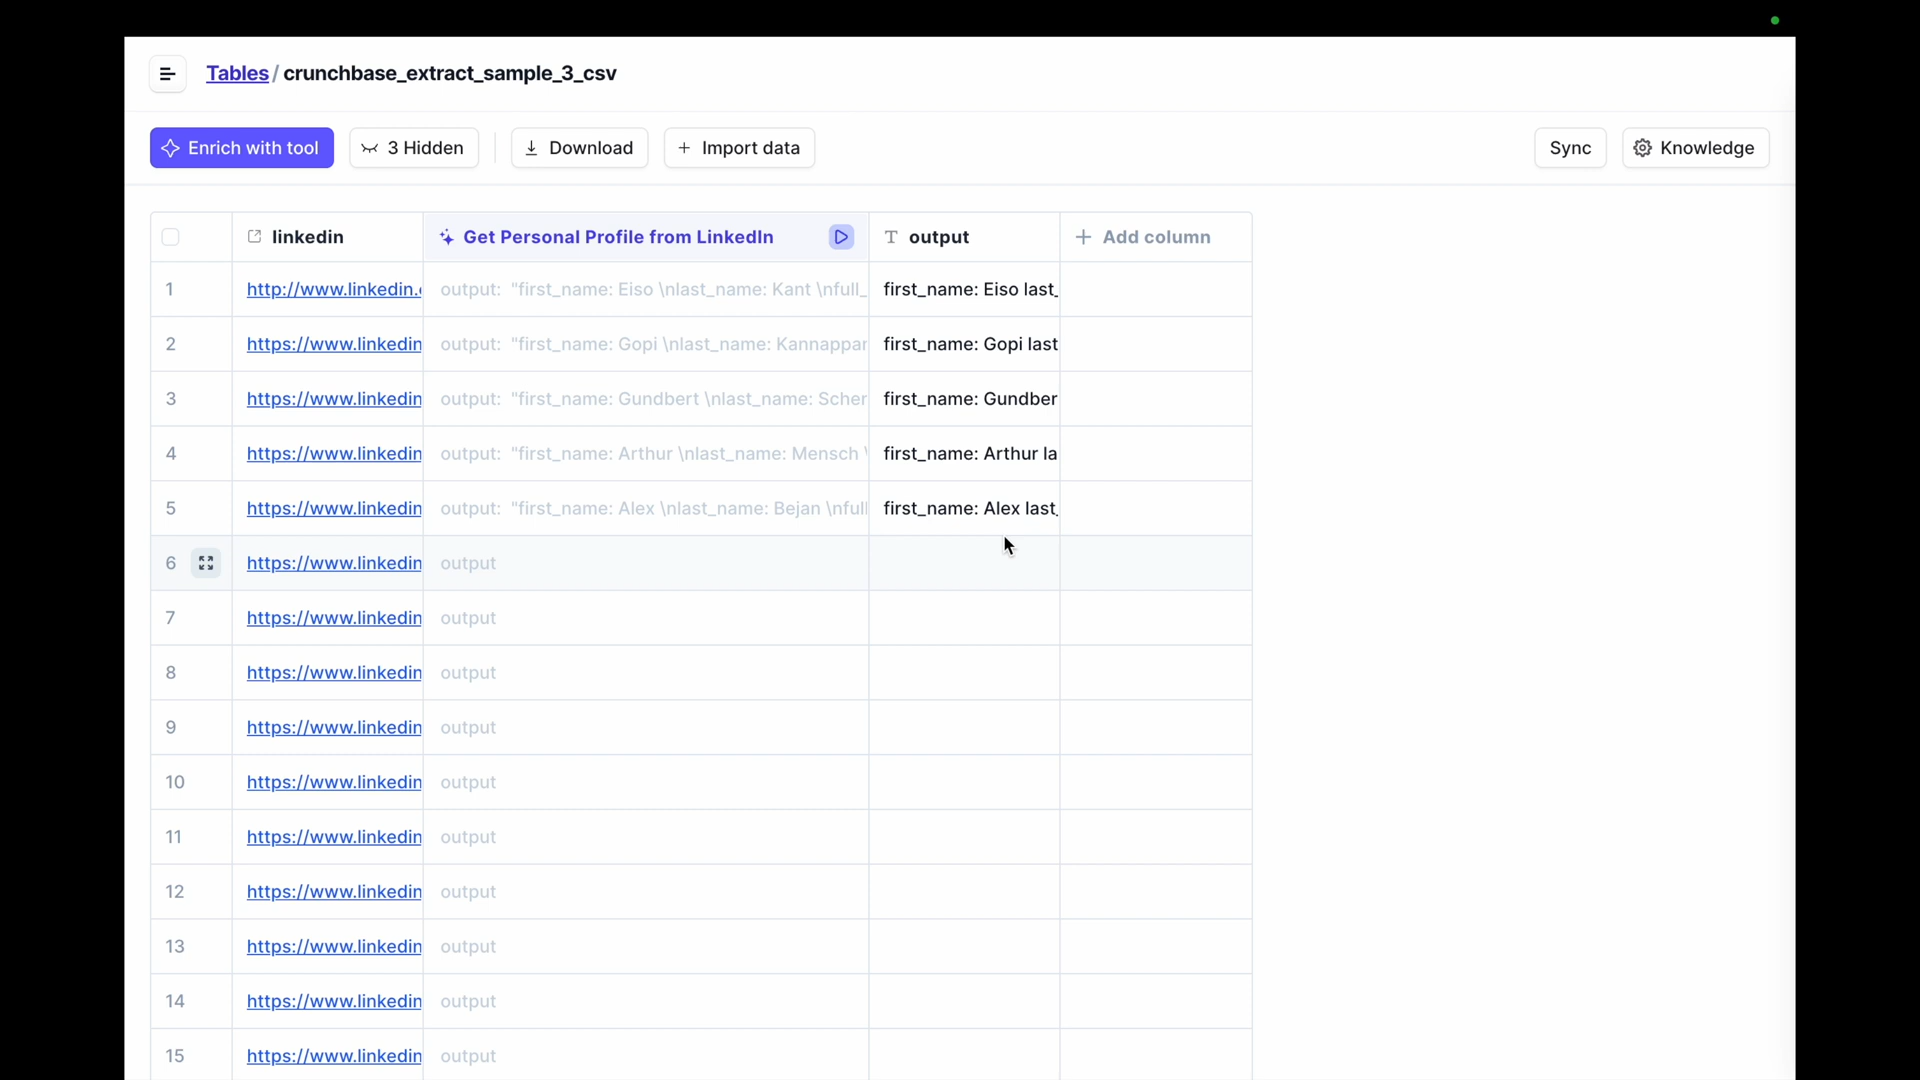 Tables / crunchbase_extract_sample_3_csv
Enrich with tool 3 Hidden Download + Import data Sync Knowledge
linkedin Get Personal Profile from LinkedIn output + Add column
1 http://www.linkedin. output: "first_name: Eiso \nlast_name: Kant \nfull_ first_name: Eiso last_
2 https://www.linkedin output: "first_name: Gopi \nlast_name: Kannappan first_name: Gopi last
3 https://www.linkedin output: "first_name: Gundbert \nlast_name: Scher first_name: Gundber
4 https://www.linkedin output: "first_name: Arthur \nlast_name: Mensch \ first_name: Arthur la
5 https://www.linkedin output: "first_name: Alex \nlast_name: Bejan \nfull first_name: Alex last_
6 https://www.linkedin output
7 https://www.linkedin output
8 https://www.linkedin output
9 https://www.linkedin output
10 https://www.linkedin output
11 https://www.linkedin output
12 https://www.linkedin output
13 https://www.linkedin output
14 https://www.linkedin output
15 https://www.linkedin output